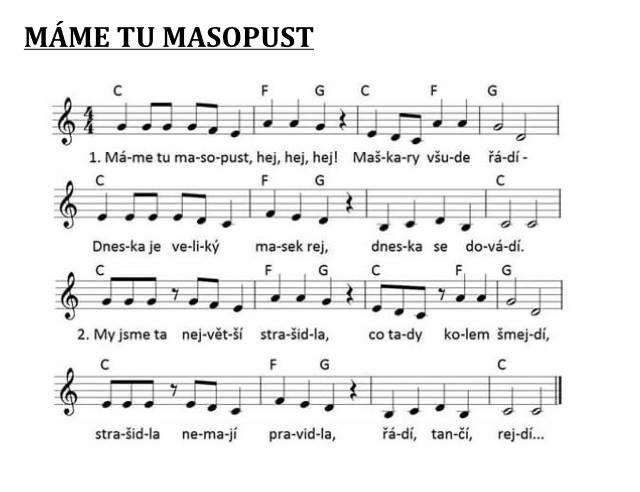 MÁME TU MASOPUST
C F G C F G
4
4
1. Má-me tu ma-so-pust, hej, hej, hej! Maš-ka-ry všu-de řá-dí -
C F G C
Dnes-ka je ve-li-ký ma-sek rej, dnes-ka se do-vá-dí.
C F G C F G
2. My jsme ta nej-vět-ší stra-šid-la, co ta-dy ko-lem šmej-dí,
C F G C
stra-šid-la ne-ma-jí pra-vid-la, řá-dí, tan-čí, rej-dí...